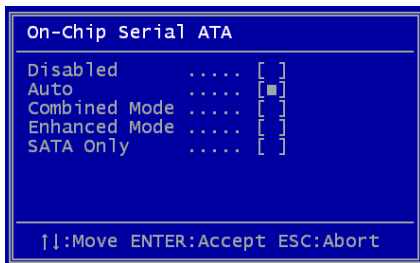 On-Chip Serial ATA
Disabled ..... [ ]
Auto ..... [■]
Combined Mode ..... [ ]
Enhanced Mode ..... [ ]
SATA Only ..... [ ]
↑↓:Move ENTER:Accept ESC:Abort